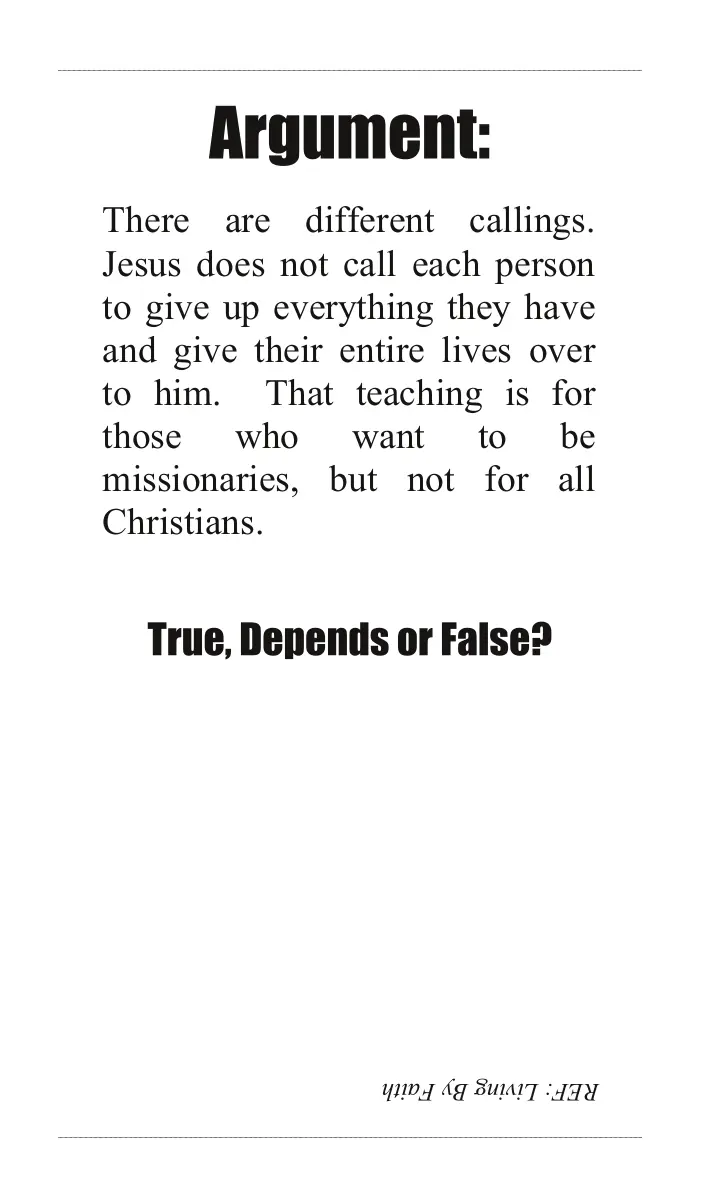 Argument:
There are different callings.
Jesus does not call each person
to give up everything they have
and give their entire lives over
to him. That teaching is for
those who want to be
missionaries, but not for all
Christians.
True, Depends or False?
REF: Living By Faith